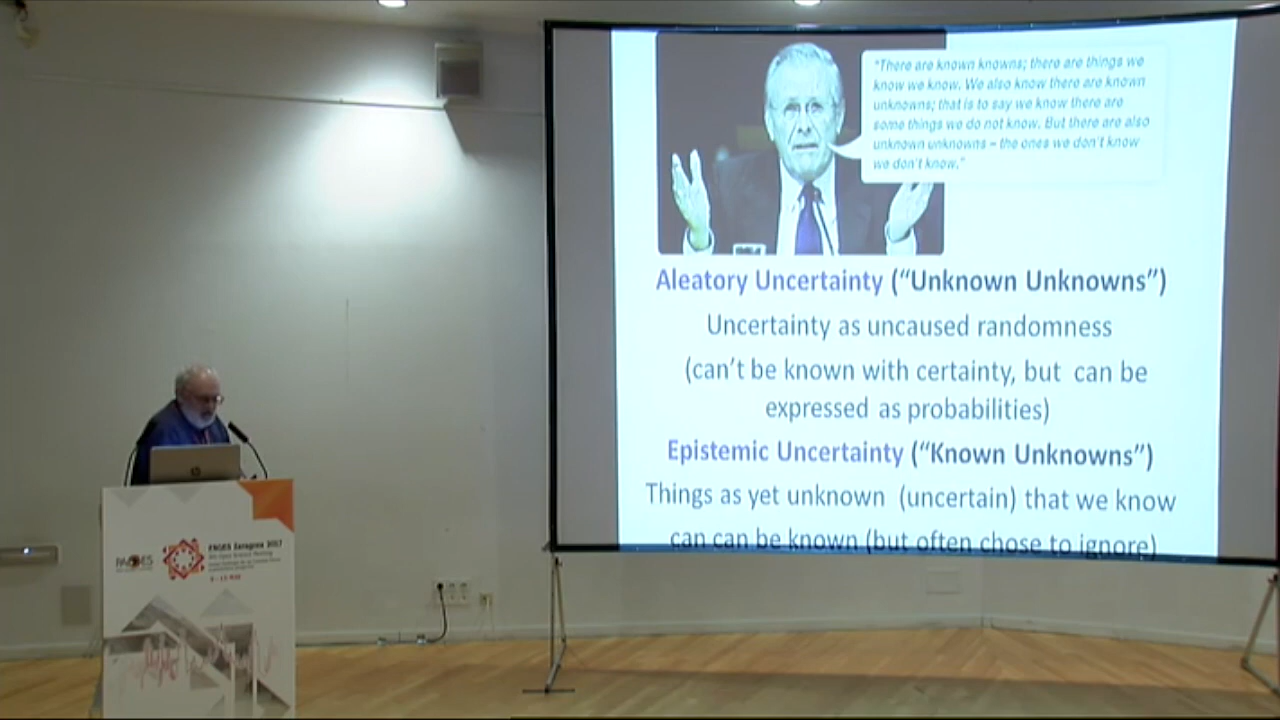 "There are known knowns; there are things we
know we know. We also know there are known
unknowns; that is to say we know there are
some things we do not know. But there are also
unknown unknowns – the ones we don't know
we don't know."
Aleatory Uncertainty ("Unknown Unknowns")
Uncertainty as uncaused randomness
(can't be known with certainty, but can be
expressed as probabilities)
Epistemic Uncertainty ("Known Unknowns")
Things as yet unknown (uncertain) that we know
can can be known (but often chose to ignore)
hp
PAGES
PAGES Zaragoza 2017